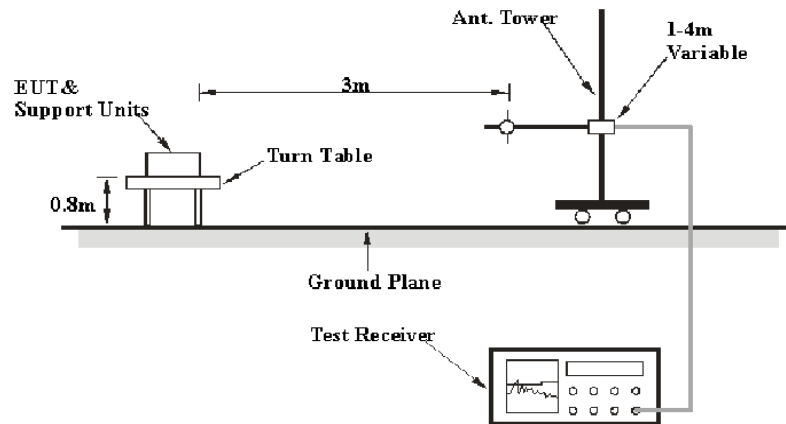 Ant. Tower
1-4m
Variable
EUT&
Support Units
3m
Turn Table
0.8m
Ground Plane
Test Receiver